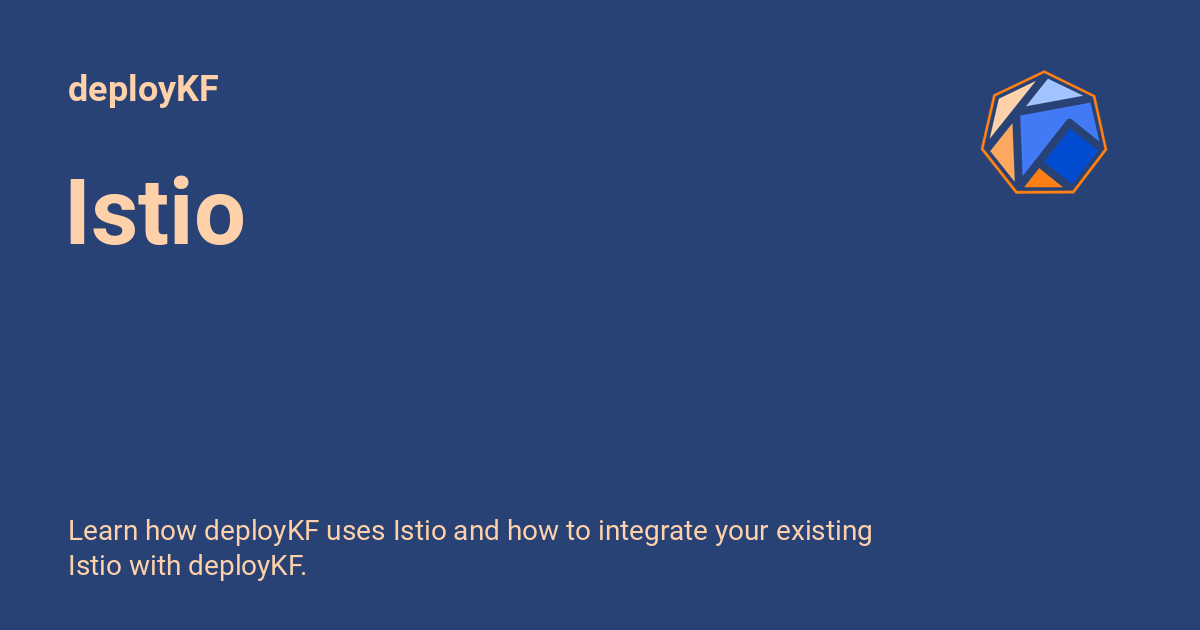 deployKF
Istio
Learn how deployKF uses Istio and how to integrate your existing
Istio with deployKF.